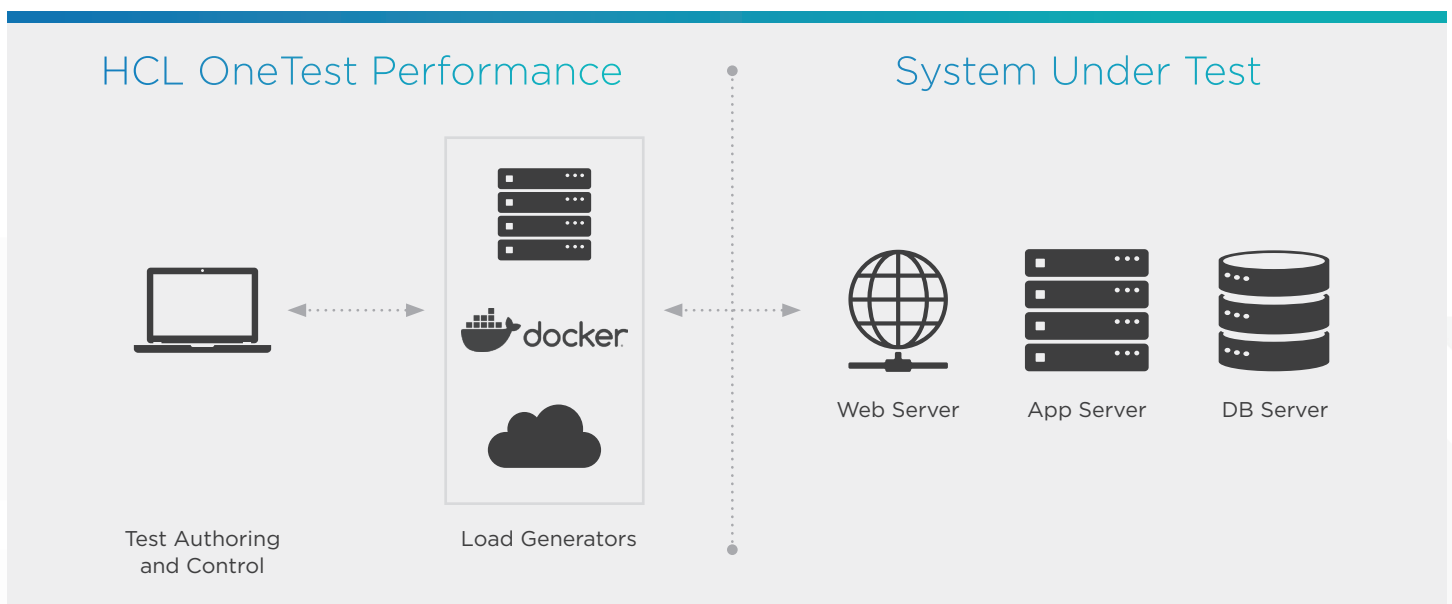 HCL OneTest Performance
System Under Test
docker
Web Server
App Server
DB Server
Test Authoring
and Control
Load Generators